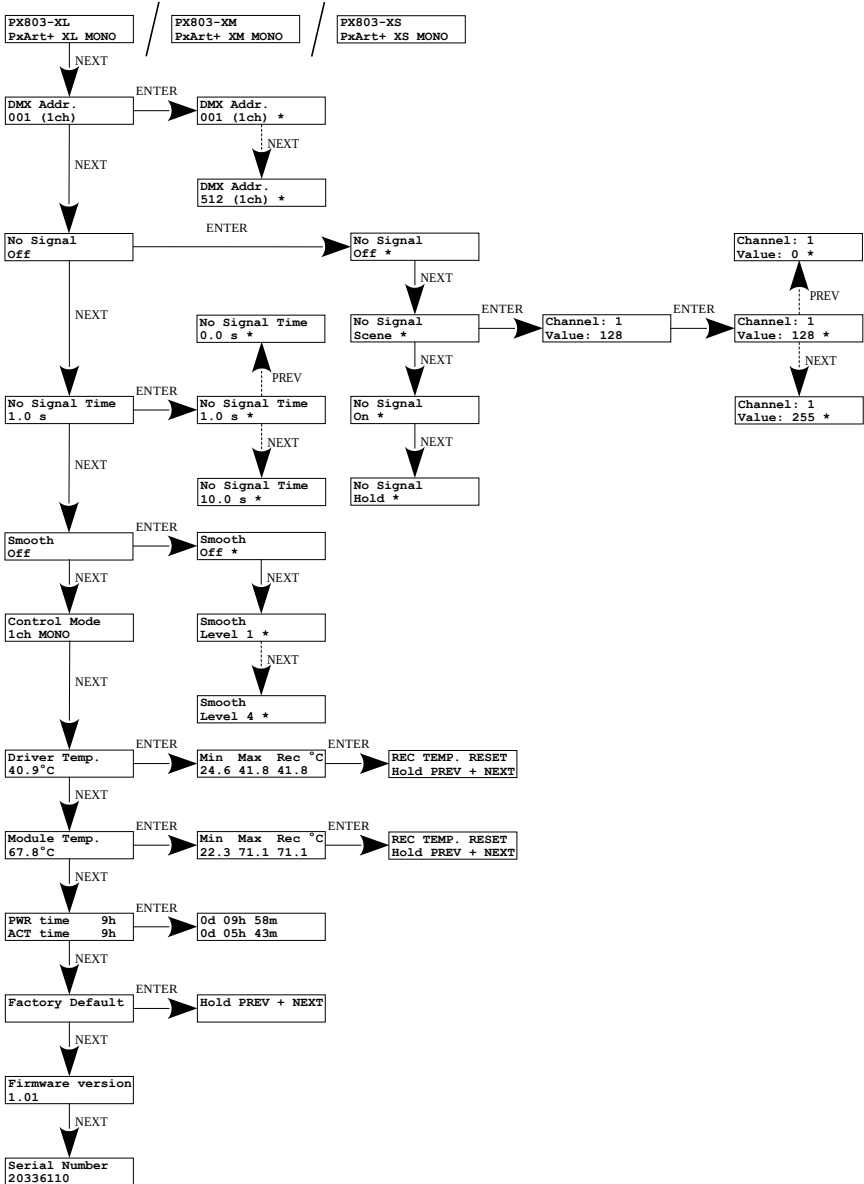 PX803-XL
PxArt+ XL MONO
PX803-XM
PxArt+ XM MONO
PX803-XS
PxArt+ XS MONO
NEXT
DMX Addr.
001 (1ch)
ENTER
DMX Addr.
001 (1ch) *
NEXT
DMX Addr.
512 (1ch) *
NEXT
No Signal
Off
ENTER
No Signal
Off *
NEXT
No Signal
Scene *
ENTER
Channel: 1
Value: 128
ENTER
Channel: 1
Value: 0 *
PREV
Channel: 1
Value: 128 *
NEXT
Channel: 1
Value: 255 *
NEXT
No Signal
On *
NEXT
No Signal
Hold *
NEXT
No Signal Time
1.0 s
ENTER
No Signal Time
0.0 s *
PREV
No Signal Time
1.0 s *
NEXT
No Signal Time
10.0 s *
NEXT
Smooth
Off
ENTER
Smooth
Off *
NEXT
Smooth
Level 1 *
NEXT
Smooth
Level 4 *
NEXT
Control Mode
1ch MONO
NEXT
Driver Temp.
40.9°C
ENTER
Min Max Rec °C
24.6 41.8 41.8
ENTER
REC TEMP. RESET
Hold PREV + NEXT
NEXT
Module Temp.
67.8°C
ENTER
Min Max Rec °C
22.3 71.1 71.1
ENTER
REC TEMP. RESET
Hold PREV + NEXT
NEXT
PWR time 9h
ACT time 9h
ENTER
0d 09h 58m
0d 05h 43m
NEXT
Factory Default
ENTER
Hold PREV + NEXT
NEXT
Firmware version
1.01
NEXT
Serial Number
20336110